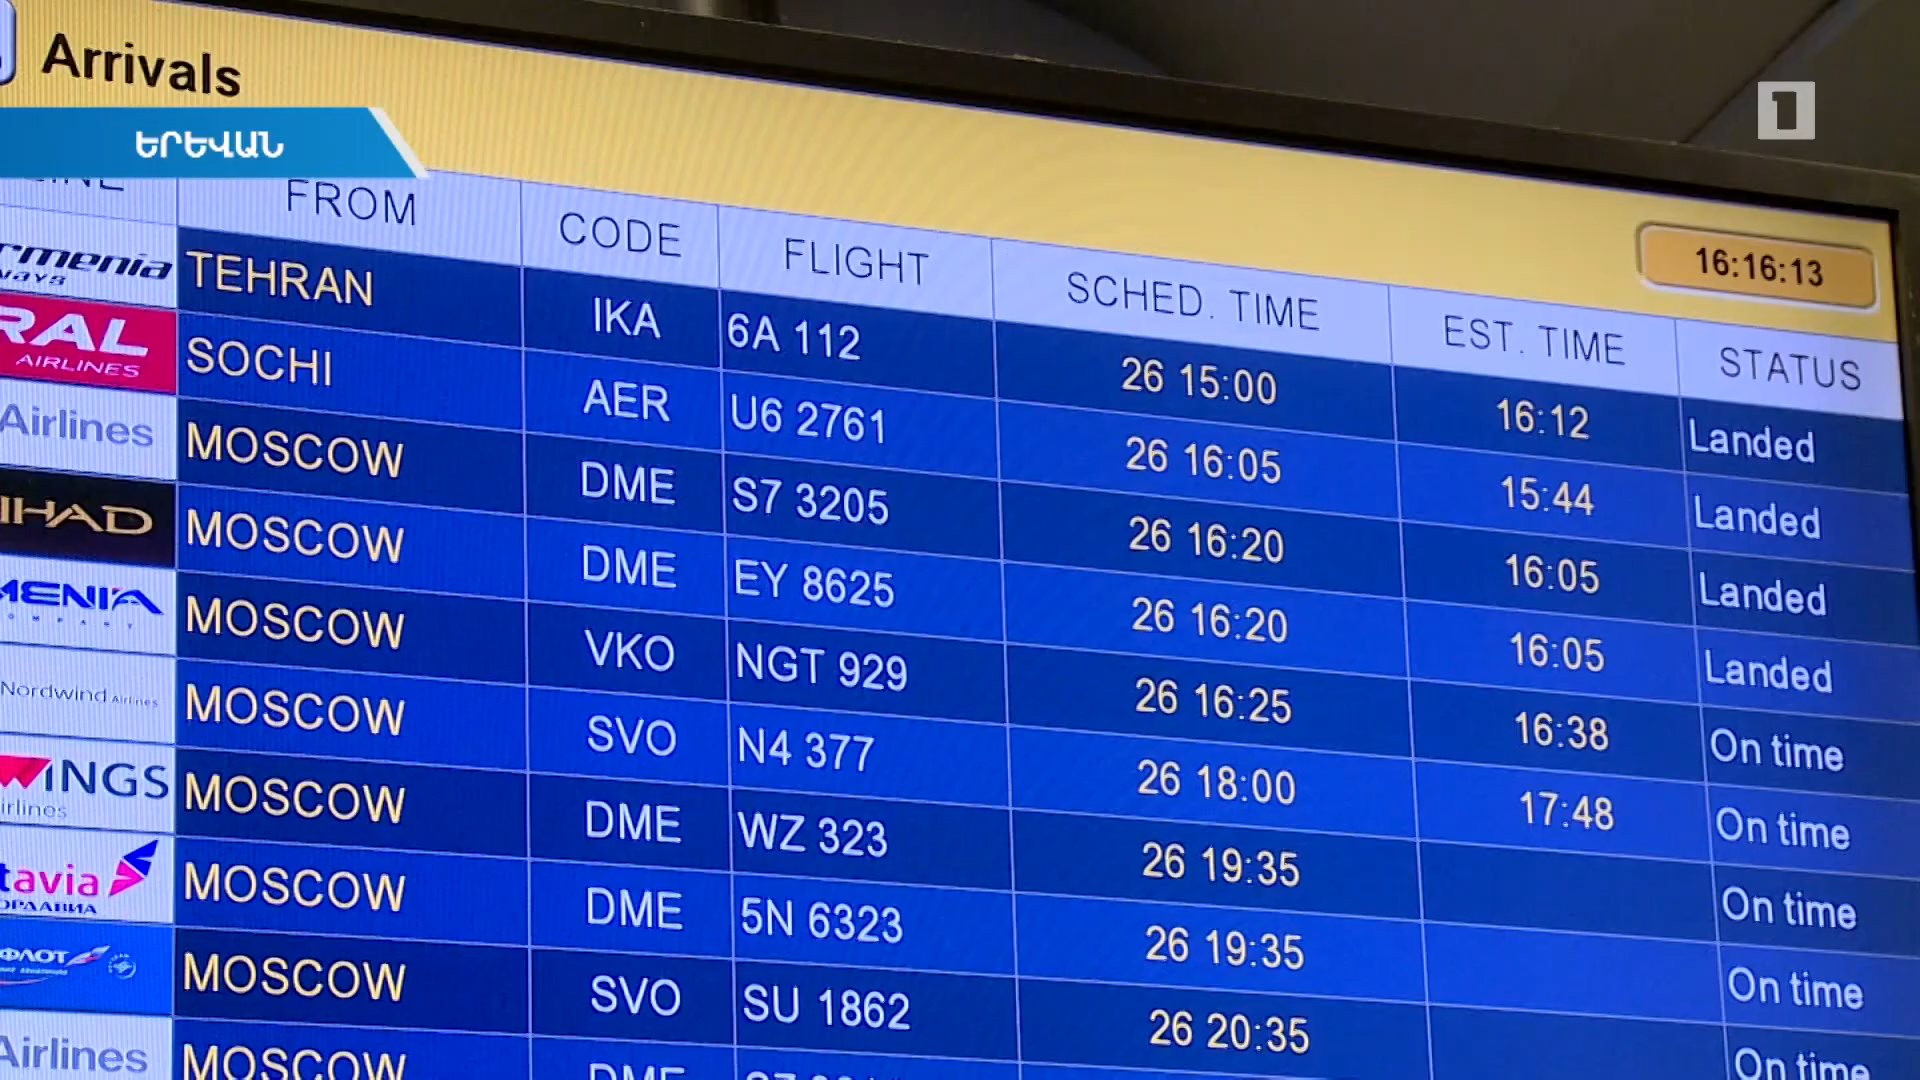 Arrivals
1
ԵՐԵՎԱՆ
16:16:13
FROM CODE FLIGHT SCHED. TIME EST. TIME STATUS
TEHRAN IKA 6A 112 26 15:00 16:12 Landed
AIRLINES SOCHI AER U6 2761 26 16:05 15:44 Landed
Airlines MOSCOW DME S7 3205 26 16:20 16:05 Landed
MOSCOW DME EY 8625 26 16:20 16:05 Landed
MOSCOW VKO NGT 929 26 16:25 16:38 On time
Nordwind Airlines MOSCOW SVO N4 377 26 18:00 17:48 On time
WINGS MOSCOW DME WZ 323 26 19:35 On time
MOSCOW DME 5N 6323 26 19:35 On time
MOSCOW SVO SU 1862 26 20:35 On time
Airlines MOSCOW DME